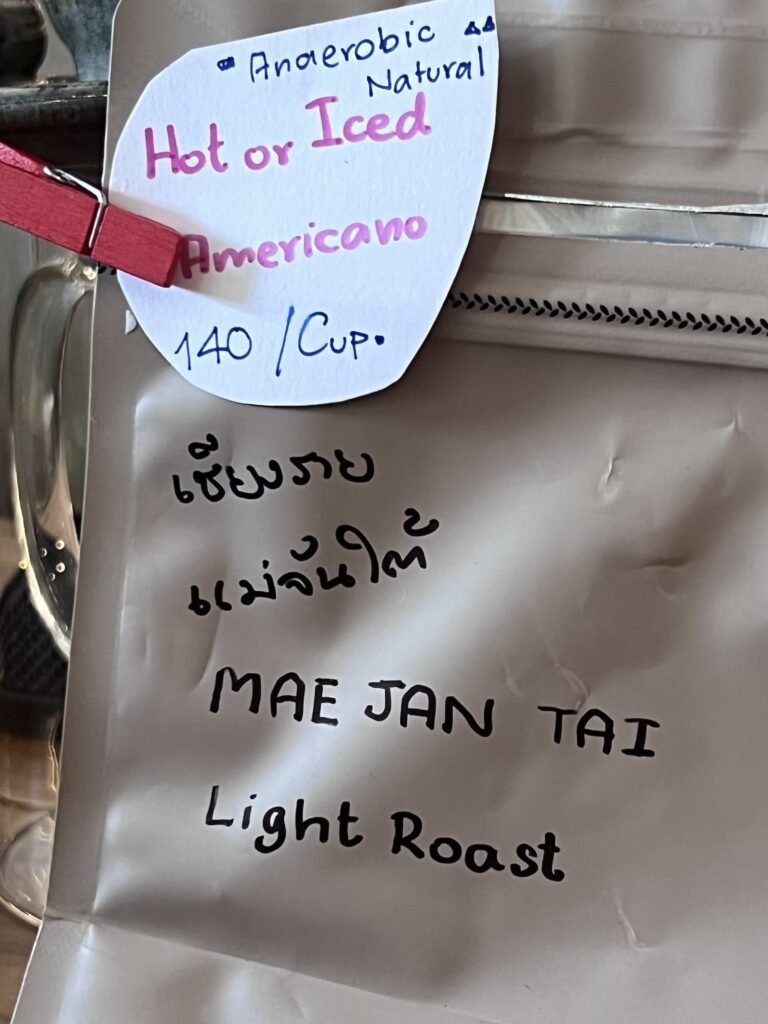 "Anaerobic
Natural"
Hot or Iced
Americano
140 /Cup.
เชียงราย
แม่จันใต้
MAE JAN TAI
Light Roast